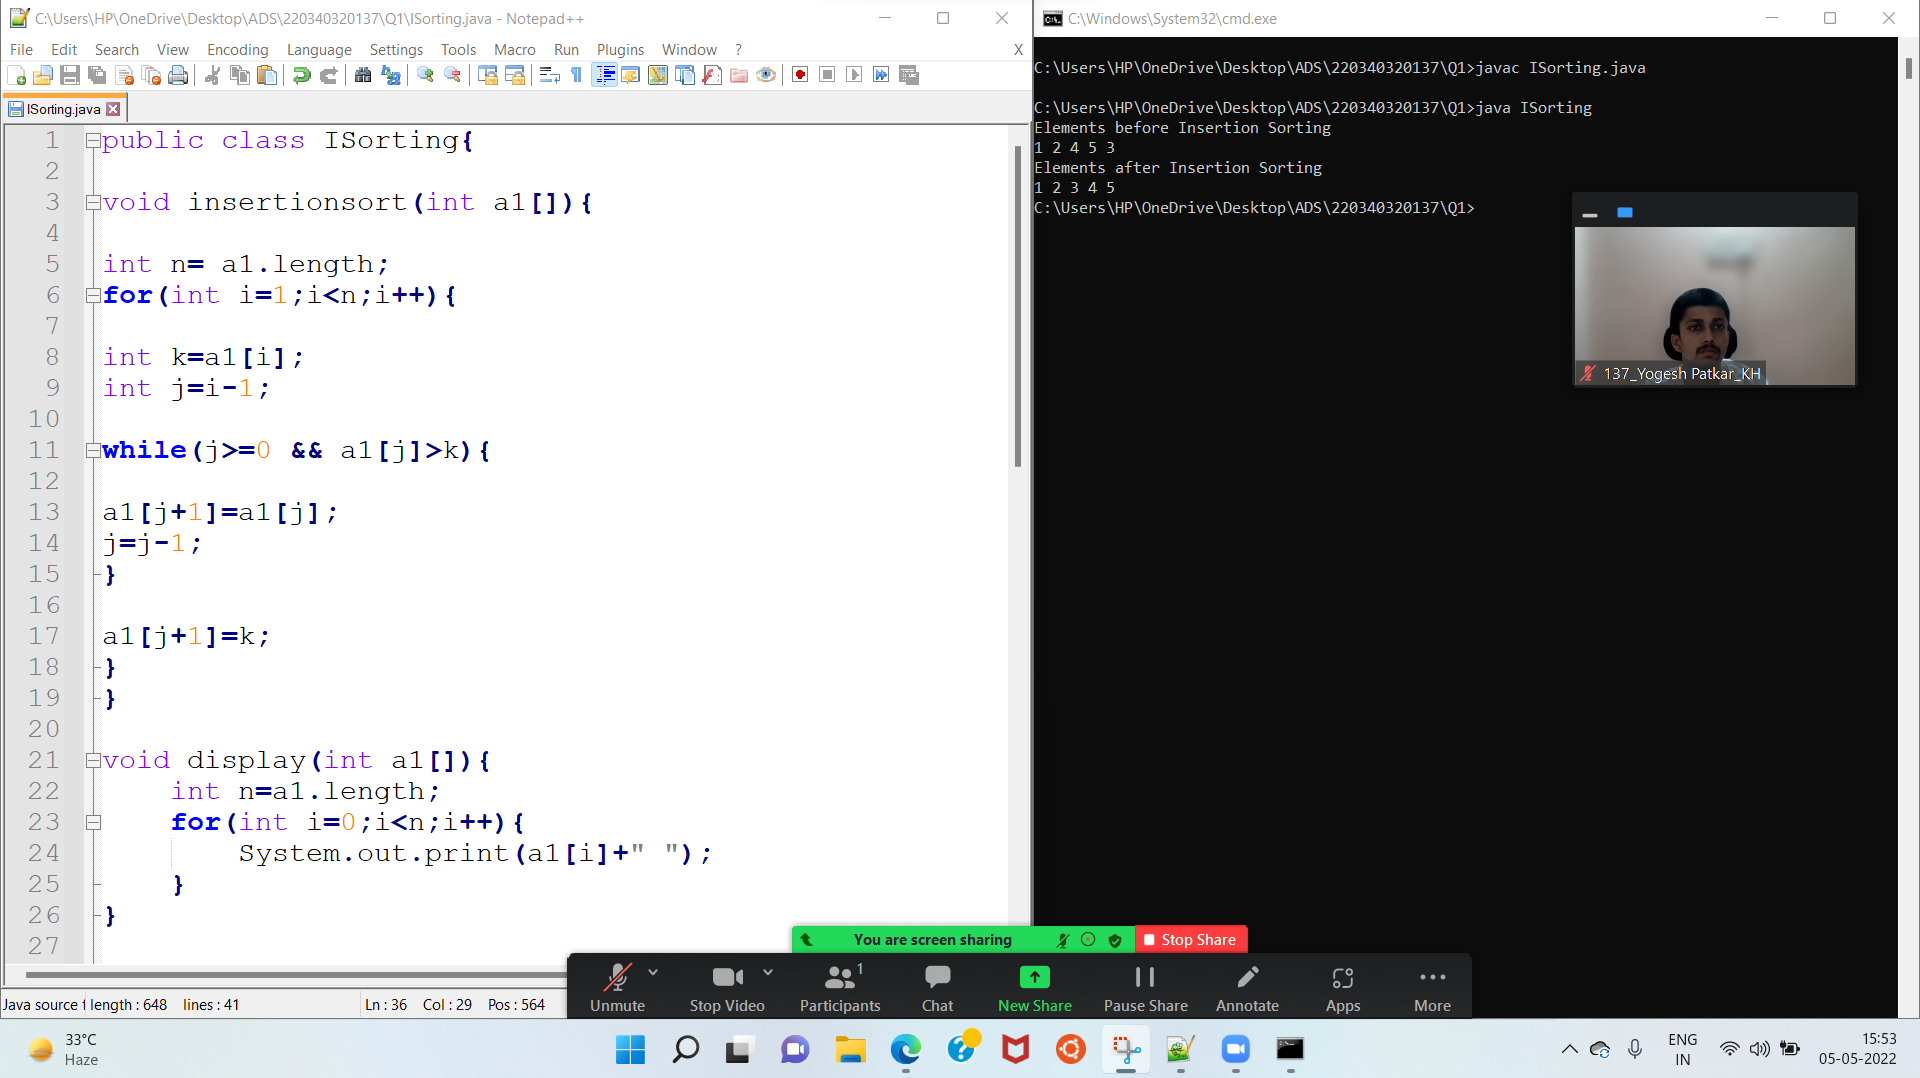 C:\Users\HP\OneDrive\Desktop\ADS\220340320137\Q1\ISorting.java - Notepad++
File Edit Search View Encoding Language Settings Tools Macro Run Plugins Window ? X
ISorting.java
1 public class ISorting{
2
3 void insertionsort(int a1[]){
4
5 int n= a1.length;
6 for(int i=1;i<n;i++){
7
8 int k=a1[i];
9 int j=i-1;
10
11 while(j>=0 && a1[j]>k){
12
13 a1[j+1]=a1[j];
14 j=j-1;
15 }
16
17 a1[j+1]=k;
18 }
19 }
20
21 void display(int a1[]){
22 int n=a1.length;
23 for(int i=0;i<n;i++){
24 System.out.print(a1[i]+" ");
25 }
26 }
27
Java source f length : 648 lines : 41 Ln : 36 Col : 29 Pos : 564
C:\Windows\System32\cmd.exe
C:\Users\HP\OneDrive\Desktop\ADS\220340320137\Q1>javac ISorting.java
C:\Users\HP\OneDrive\Desktop\ADS\220340320137\Q1>java ISorting
Elements before Insertion Sorting
1 2 4 5 3
Elements after Insertion Sorting
1 2 3 4 5
C:\Users\HP\OneDrive\Desktop\ADS\220340320137\Q1>
137_Yogesh Patkar_KH
You are screen sharing Stop Share
Unmute Stop Video Participants 1 Chat New Share Pause Share Annotate Apps More
33°C
Haze
ENG
IN
15:53
05-05-2022